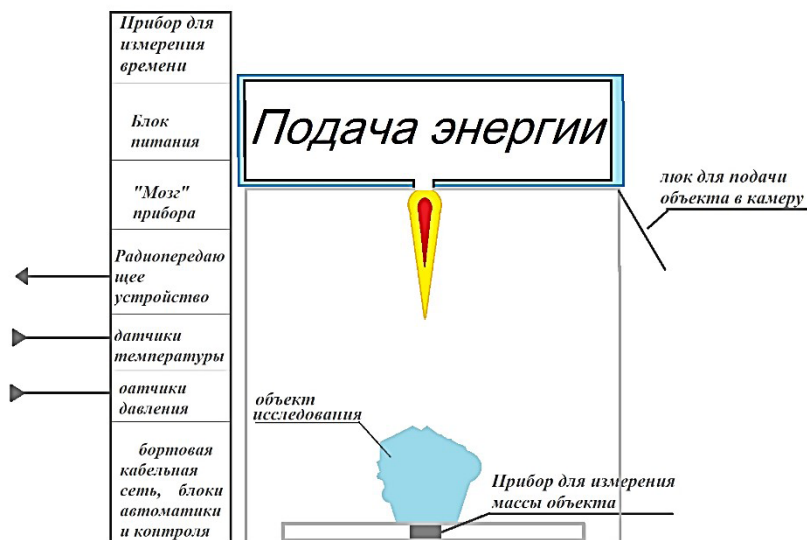 Прибор для
измерения
времени
Блок
питания
"Мозг"
прибора
Радиопередаю
щее
устройство
датчики
температуры
оатчики
давления
бортовая
кабельная
сеть, блоки
автоматики
и контроля
Подача энергии
люк для подачи
объекта в камеру
объект
исследования
Прибор для измерения
массы объекта